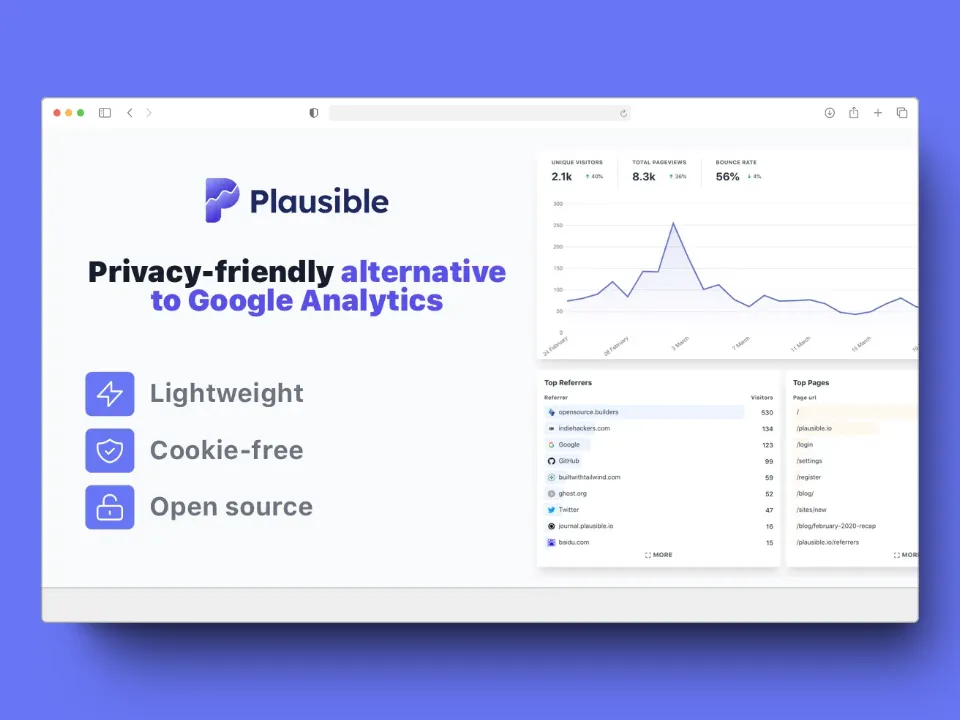 Plausible
Privacy-friendly alternative
to Google Analytics
Lightweight
Cookie-free
Open source
UNIQUE VISITORS
2.1k ↑ 40%
TOTAL PAGEVIEWS
8.3k ↑ 36%
BOUNCE RATE
56% ↓ 4%
300
250
200
150
100
50
0
24 February
28 February
3 March
7 March
11 March
15 March
Top Referrers
Referrer Visitors
opensource.builders 530
indiehackers.com 134
Google 123
GitHub 99
builtwithtailwind.com 59
ghost.org 52
Twitter 47
journal.plausible.io 16
baidu.com 15
MORE
Top Pages
Page url
/
/plausible.io
/login
/settings
/register
/blog/
/sites/new
/blog/february-2020-recap
/plausible.io/referrers
MOR